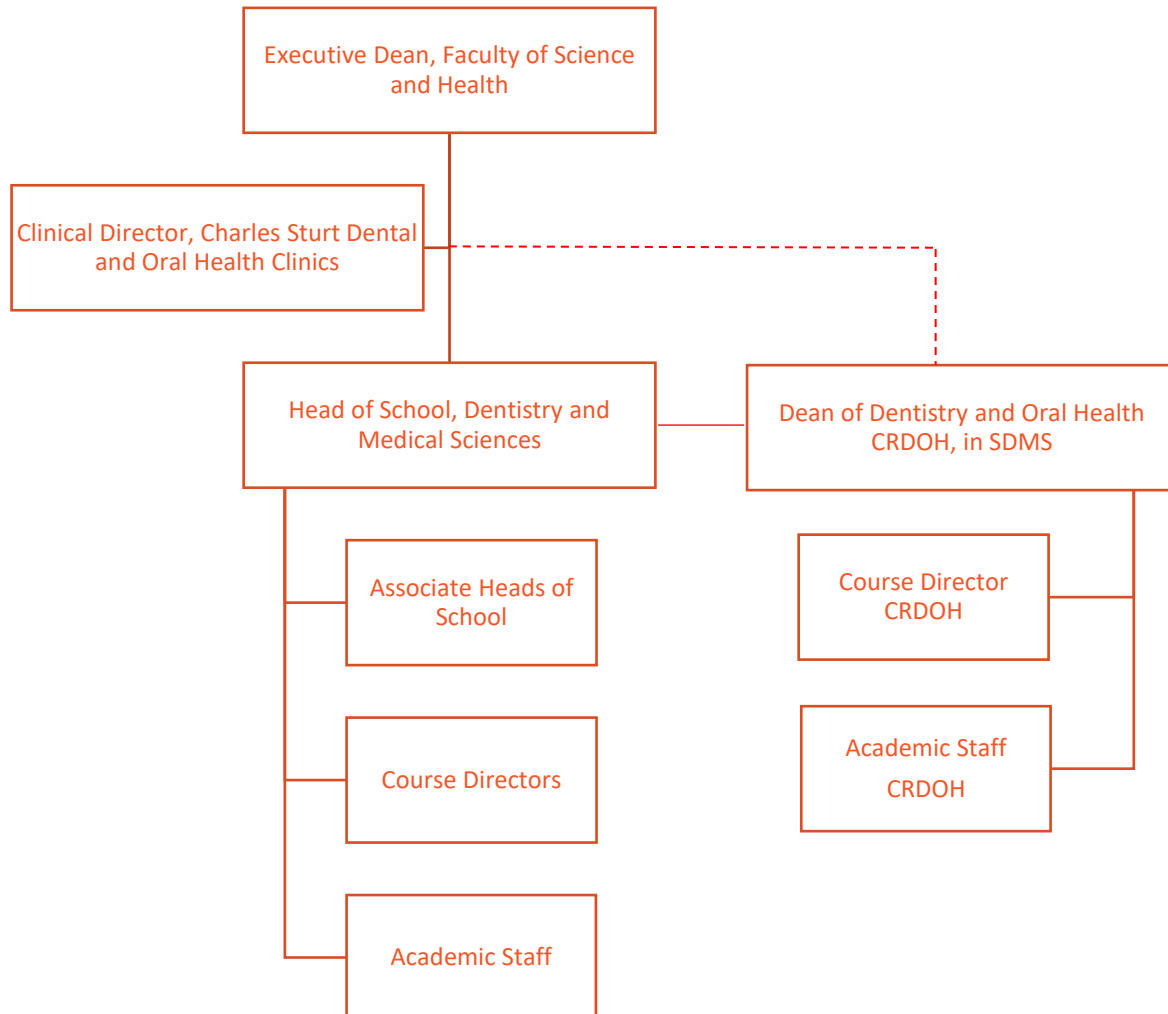 Executive Dean, Faculty of Science
and Health
Clinical Director, Charles Sturt Dental
and Oral Health Clinics
Head of School, Dentistry and
Medical Sciences
Dean of Dentistry and Oral Health
CRDOH, in SDMS
Associate Heads of
School
Course Director
CRDOH
Course Directors
Academic Staff
CRDOH
Academic Staff